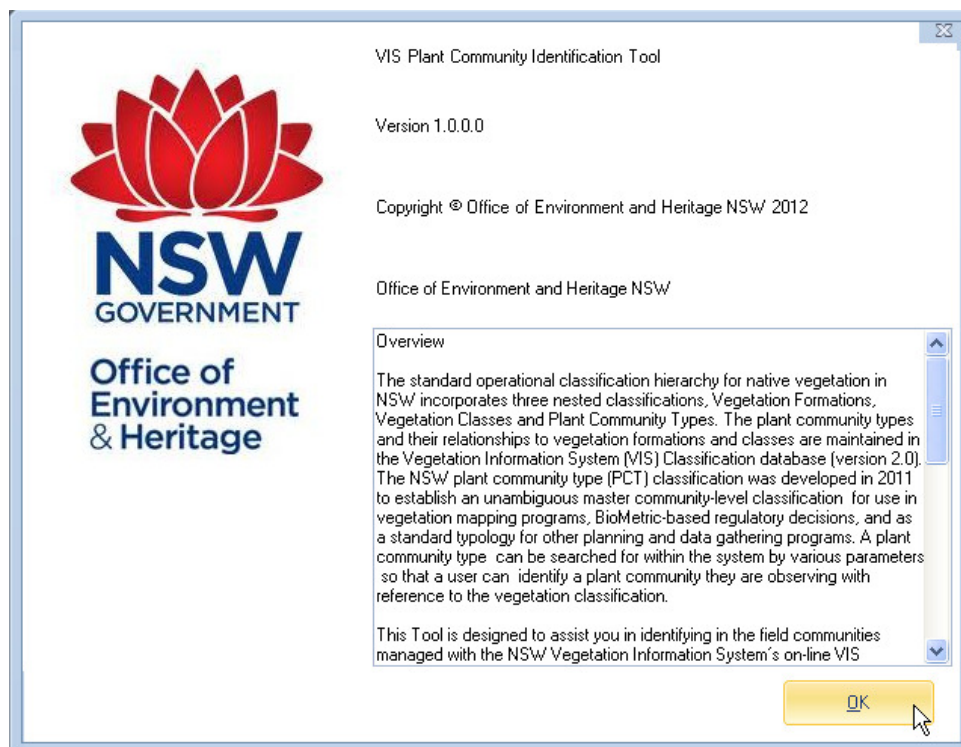 VIS Plant Community Identification Tool
Version 1.0.0.0
Copyright © Office of Environment and Heritage NSW 2012
Office of Environment and Heritage NSW
NSW
GOVERNMENT
Office of
Environment
& Heritage
Overview
The standard operational classification hierarchy for native vegetation in
NSW incorporates three nested classifications, Vegetation Formations,
Vegetation Classes and Plant Community Types. The plant community types
and their relationships to vegetation formations and classes are maintained in
the Vegetation Information System (VIS) Classification database (version 2.0).
The NSW plant community type (PCT) classification was developed in 2011
to establish an unambiguous master community-level classification  for use in
vegetation mapping programs, BioMetric-based regulatory decisions, and as
a standard typology for other planning and data gathering programs. A plant
community type  can be searched for within the system by various parameters
so that a user can  identify a plant community they are observing with
reference to the vegetation classification.
This Tool is designed to assist you in identifying in the field communities
managed with the NSW Vegetation Information System's on-line VIS
OK